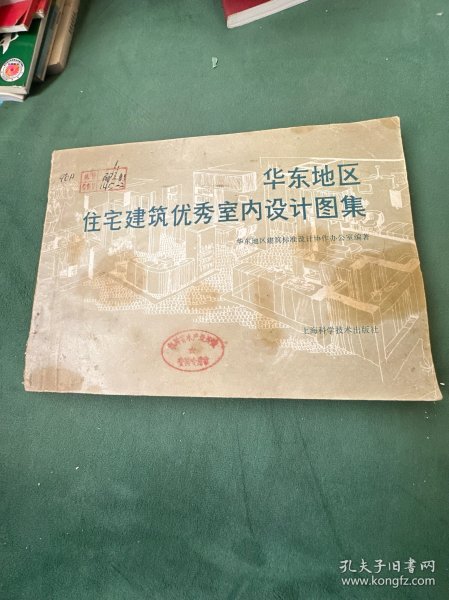 华东地区
住宅建筑优秀室内设计图集
华东地区建筑标准设计协作办公室编著
上海科学技术出版社
孔夫子旧书网
www.kongfz.com